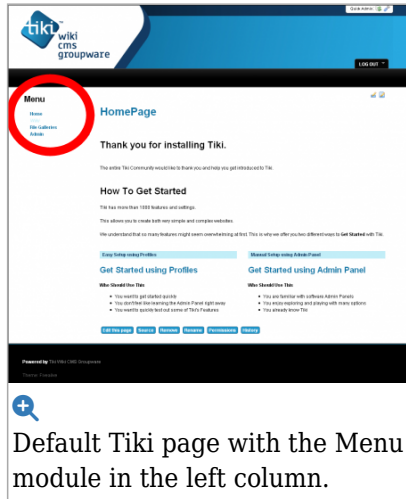 Quick Admin
tiki
wiki
cms
groupware
LOG OUT
Menu
Home
File Galleries
Admin
HomePage
Thank you for installing Tiki.
The entire Tiki Community would like to thank you and help you get introduced to Tiki.
How To Get Started
Tiki has more than 1000 features and settings.
This allows you to create both very simple and complex websites.
We understand that so many features might seem overwhelming at first. This is why we offer you two different ways to Get Started with Tiki.
Easy Setup using Profiles
Manual Setup using Admin Panel
Get Started using Profiles
Get Started using Admin Panel
Who Should Use This
You want to get started quickly
You don't feel like learning the Admin Panel right away
You want to quickly test out some of Tiki's Features
Who Should Use This
You are familiar with software Admin Panels
You enjoy exploring and playing with many options
You already know Tiki
Edit this page Source Remove Rename Permissions History
Powered by Tiki Wiki CMS Groupware
Theme: Fivealive
Default Tiki page with the Menu
module in the left column.